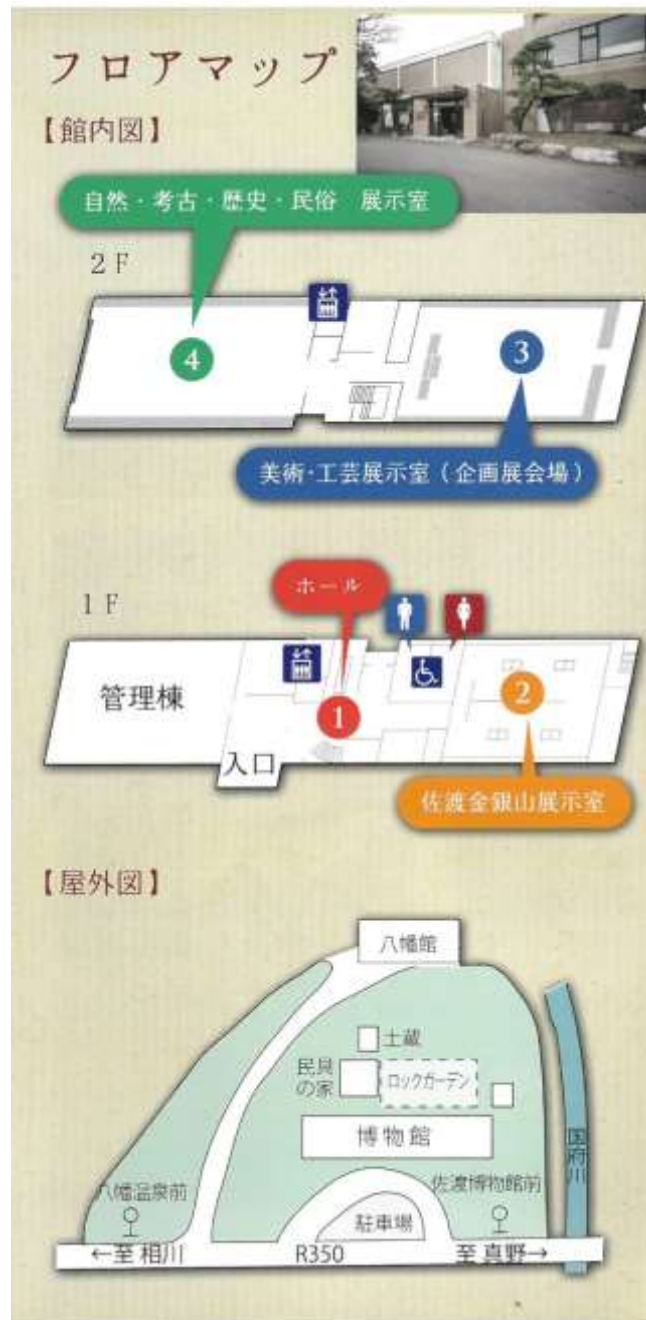 フロアマップ
【館内図】
自然・考古・歴史・民俗 展示室
2F
4
3
美術・工芸展示室（企画展会場）
1F
ホール
管理棟
1
2
入口
佐渡金銀山展示室
【屋外図】
八幡館
土蔵
民具
の家
ロックガーデン
博物館
国府川
八幡温泉前
佐渡博物館前
駐車場
←至 相川
R350
至 真野→